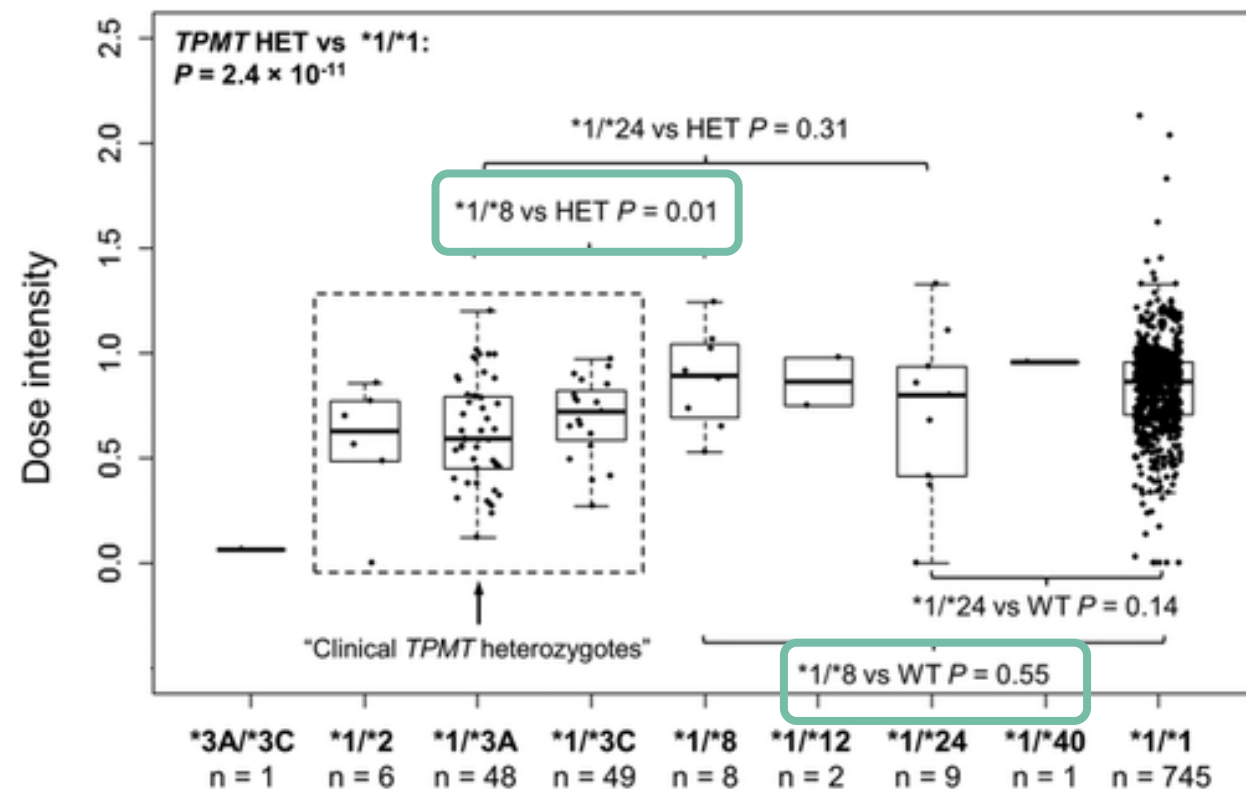 TPMT HET vs *1/*1:
P = 2.4 × 10⁻¹¹
*1/*24 vs HET P = 0.31
*1/*8 vs HET P = 0.01
Dose intensity
2.5
2.0
1.5
1.0
0.5
0.0
*1/*24 vs WT P = 0.14
"Clinical TPMT heterozygotes"
*1/*8 vs WT P = 0.55
*3A/*3C *1/*2 *1/*3A *1/*3C *1/*8 *1/*12 *1/*24 *1/*40 *1/*1
n = 1 n = 6 n = 48 n = 49 n = 8 n = 2 n = 9 n = 1 n = 745